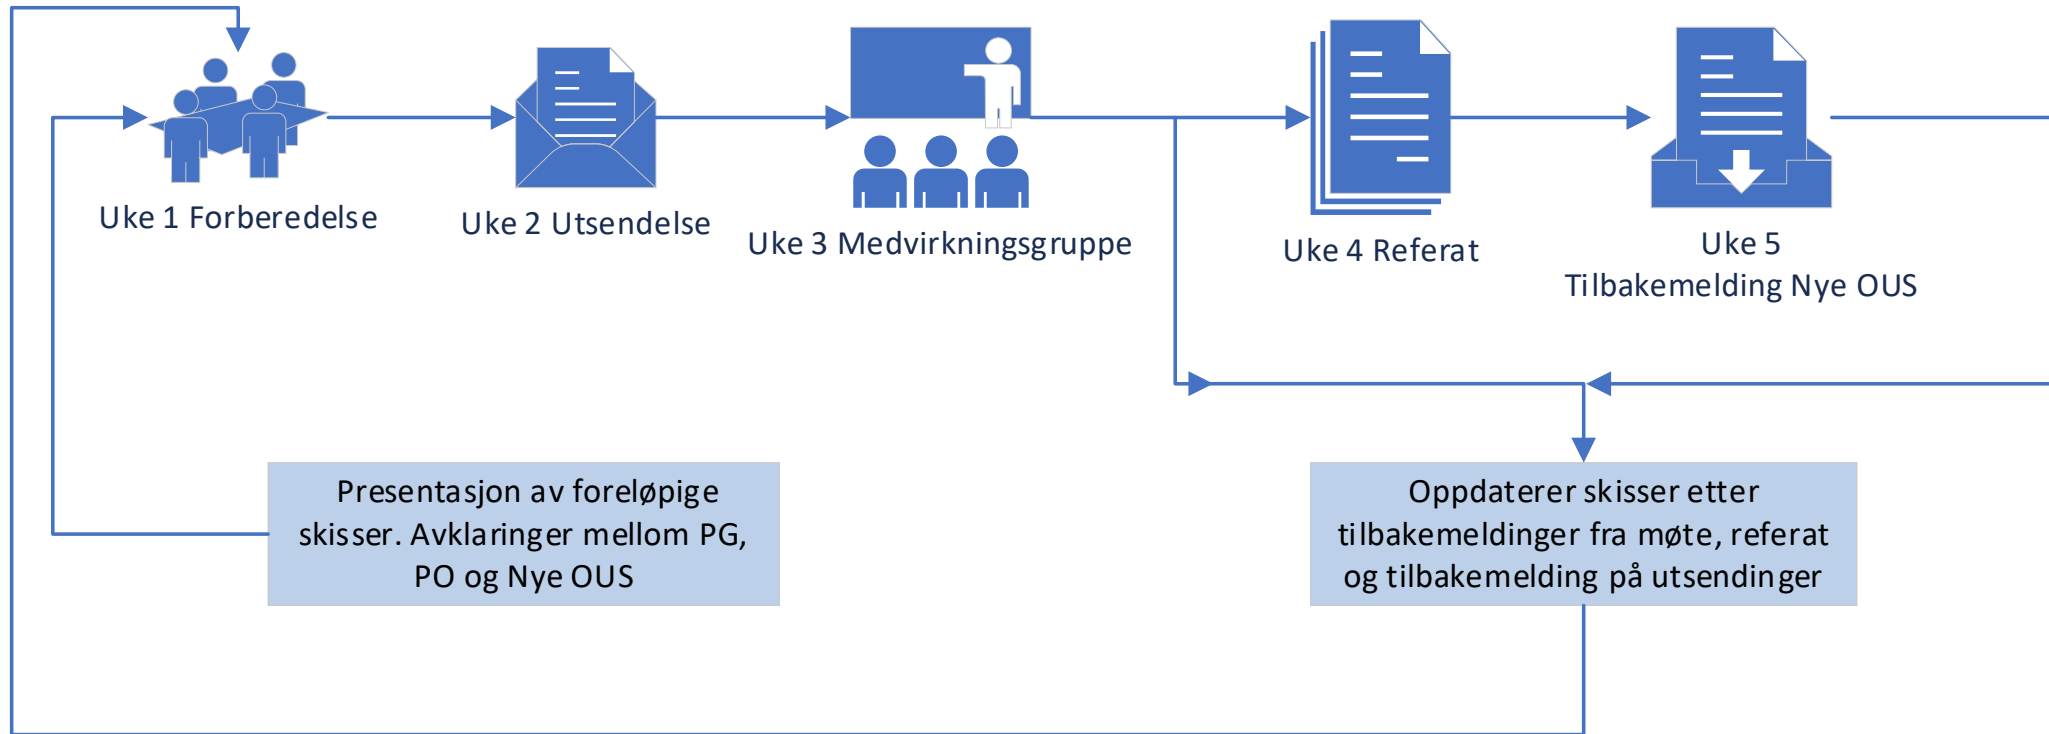 Uke 1 Forberedelse
Uke 2 Utsendelse
Uke 3 Medvirkningsgruppe
Uke 4 Referat
Uke 5
Tilbakemelding Nye OUS
Presentasjon av foreløpige
skisser. Avklaringer mellom PG,
PO og Nye OUS
Oppdaterer skisser etter
tilbakemeldinger fra møte, referat
og tilbakemelding på utsendinger